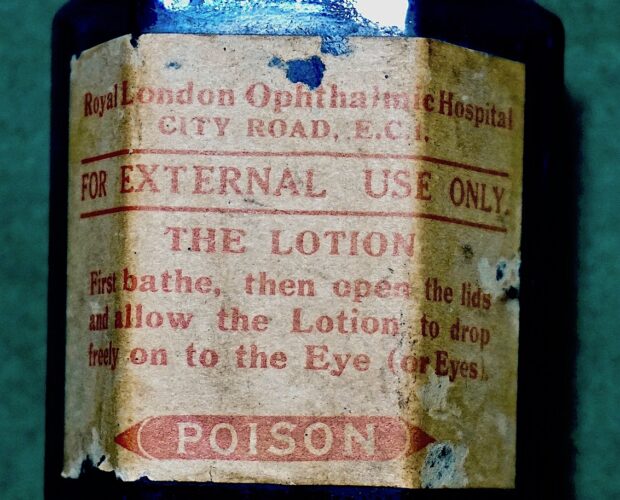 Royal London Ophthalmic Hospital
CITY ROAD, E.C.1.
FOR EXTERNAL USE ONLY.
THE LOTION
First bathe, then open the lids
and allow the Lotion to drop
freely on to the Eye (or Eyes).
POISON